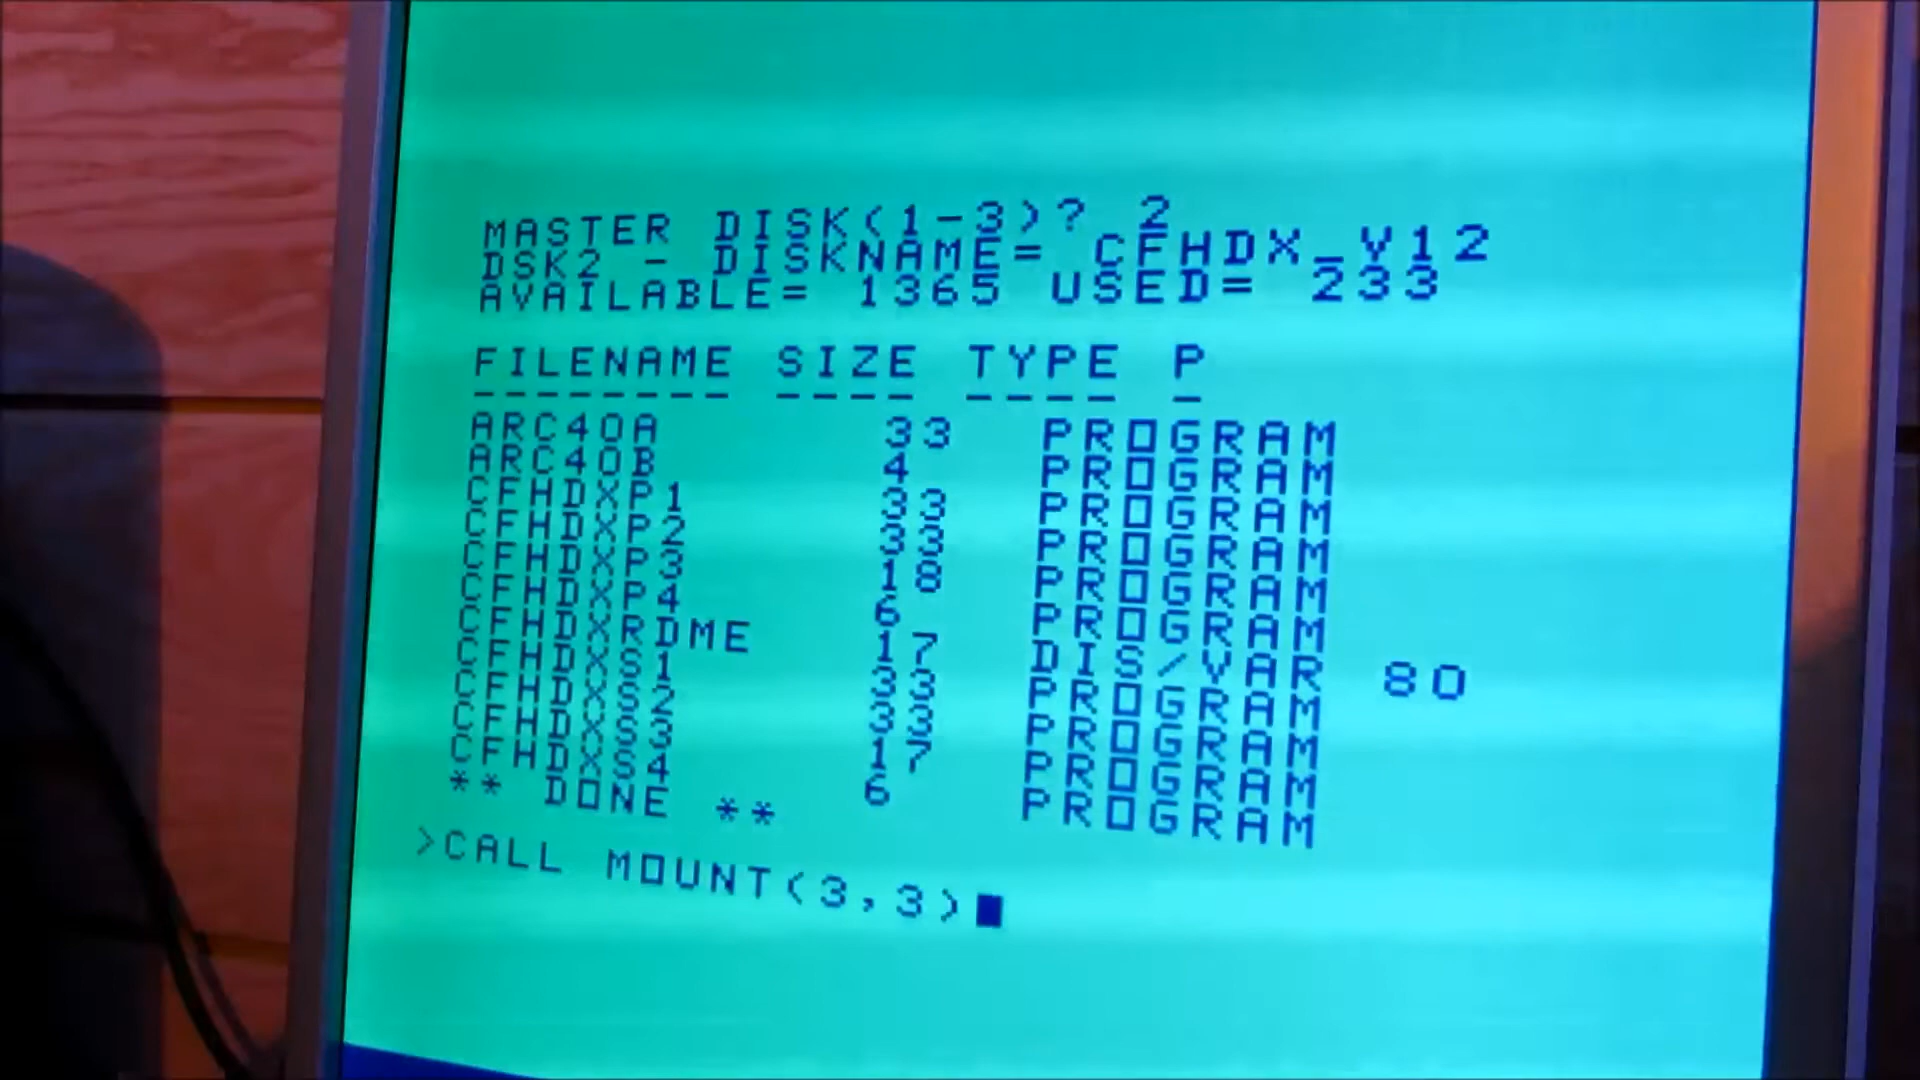 MASTER DISK(1-3)? 2
DSK2 - DISKNAME= CFHDX_V12
AVAILABLE= 1365 USED= 233
FILENAME SIZE TYPE P
-------- ---- ---- -
ARC40A 33 PROGRAM
ARC40B 4 PROGRAM
CFHDXP1 33 PROGRAM
CFHDXP2 33 PROGRAM
CFHDXP3 18 PROGRAM
CFHDXP4 6 PROGRAM
CFHDXRDME 17 DIS/VAR 80
CFHDXS1 33 PROGRAM
CFHDXS2 33 PROGRAM
CFHDXS3 17 PROGRAM
CFHDXS4 6 PROGRAM
** DONE **
>CALL MOUNT(3,3)